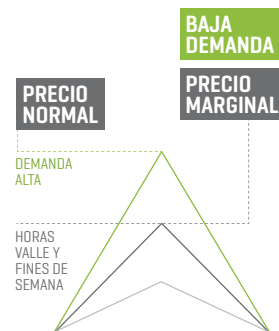 BAJA
DEMANDA
PRECIO
NORMAL
PRECIO
MARGINAL
DEMANDA
ALTA
HORAS
VALLE Y
FINES DE
SEMANA